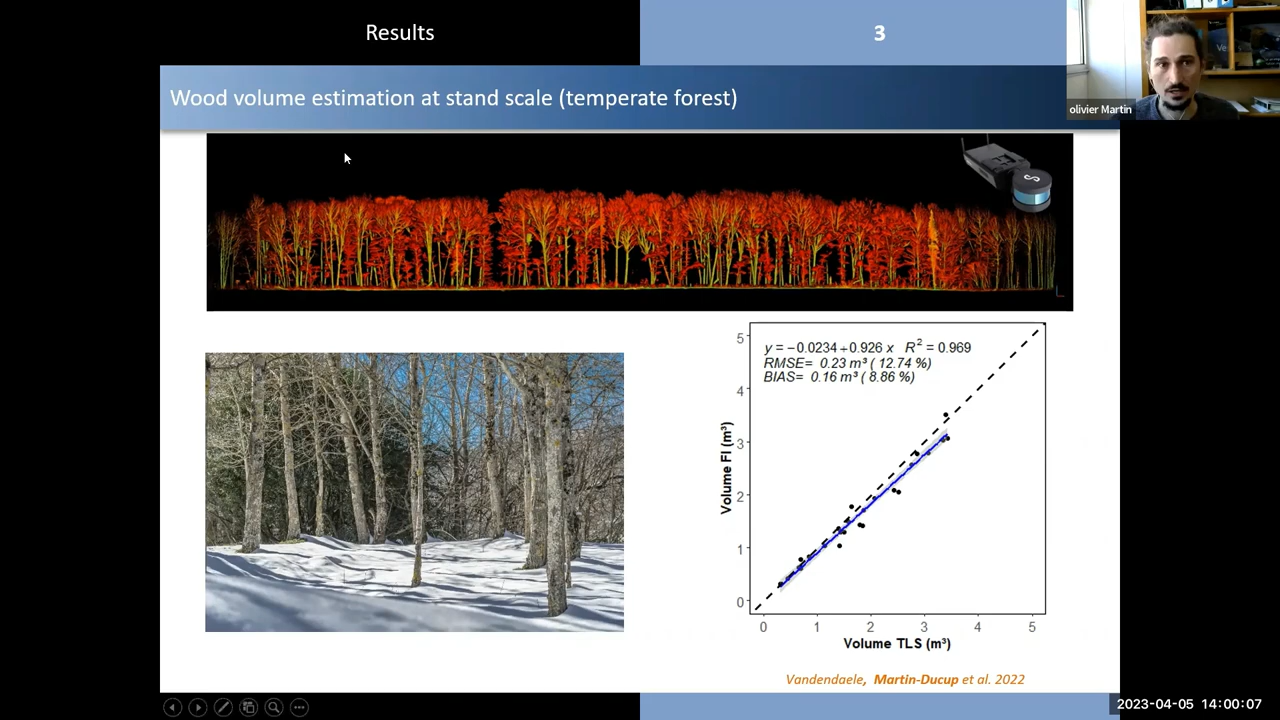 Results
3
olivier Martin
Wood volume estimation at stand scale (temperate forest)
y = −0.0234+0.926 x R² = 0.969
RMSE= 0.23 m³ ( 12.74 %)
BIAS= 0.16 m³ ( 8.86 %)
Volume FI (m³)
5
4
3
2
1
0
0 1 2 3 4 5
Volume TLS (m³)
Vandendaele, Martin-Ducup et al. 2022
2023-04-05 14:00:07